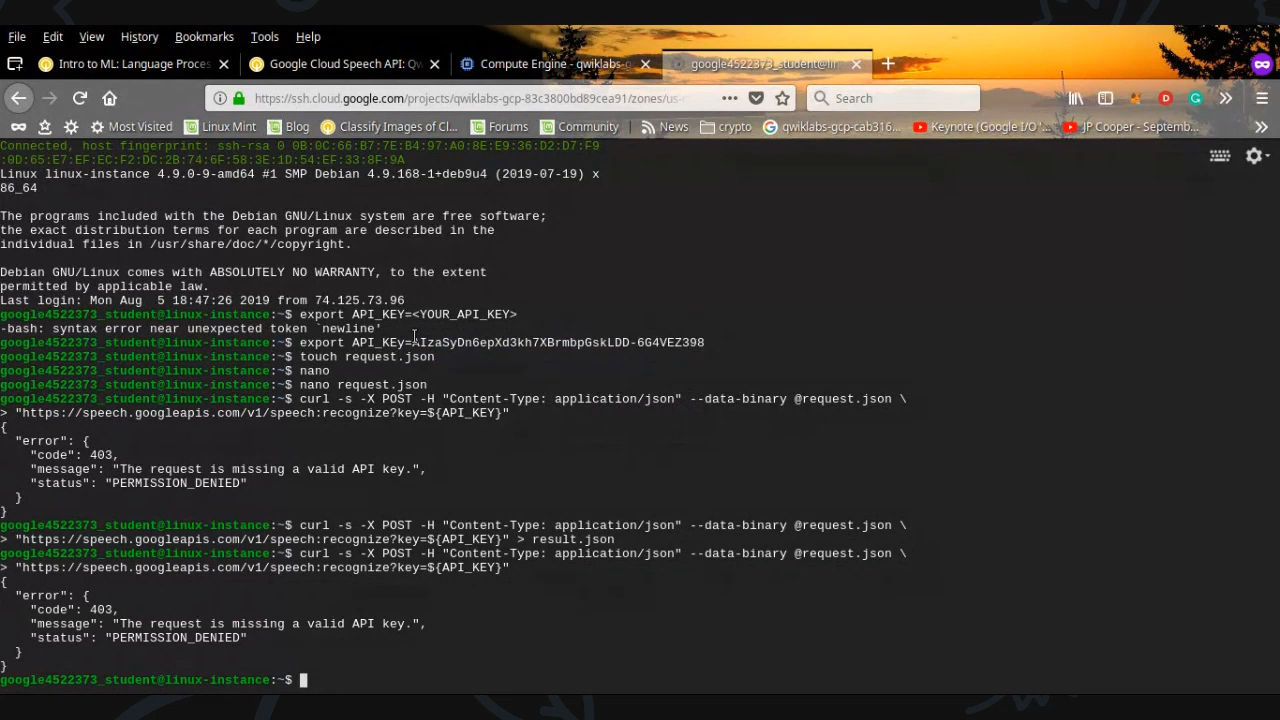 File Edit View History Bookmarks Tools Help
Intro to ML: Language Proces Google Cloud Speech API: Qw Compute Engine - qwiklabs-g google4522373_student@lin
https://ssh.cloud.google.com/projects/qwiklabs-gcp-83c3800bd89cea91/zones/us- Search
Most Visited Linux Mint Blog Classify Images of Cl... Forums Community News crypto qwiklabs-gcp-cab316... Keynote (Google I/O '... JP Cooper - Septemb...
Connected, host fingerprint: ssh-rsa 0 0B:0C:66:B7:7E:B4:97:A0:8E:E9:36:D2:D7:F9
:0D:65:E7:EF:EC:F2:DC:2B:74:6F:58:3E:1D:54:EF:33:8F:9A
Linux linux-instance 4.9.0-9-amd64 #1 SMP Debian 4.9.168-1+deb9u4 (2019-07-19) x
86_64
The programs included with the Debian GNU/Linux system are free software;
the exact distribution terms for each program are described in the
individual files in /usr/share/doc/*/copyright.
Debian GNU/Linux comes with ABSOLUTELY NO WARRANTY, to the extent
permitted by applicable law.
Last login: Mon Aug  5 18:47:26 2019 from 74.125.73.96
google4522373_student@linux-instance:~$ export API_KEY=<YOUR_API_KEY>
-bash: syntax error near unexpected token `newline'
google4522373_student@linux-instance:~$ export API_KEy=AIzaSyDn6epXd3kh7XBrmbpGskLDD-6G4VEZ398
google4522373_student@linux-instance:~$ touch request.json
google4522373_student@linux-instance:~$ nano
google4522373_student@linux-instance:~$ nano request.json
google4522373_student@linux-instance:~$ curl -s -X POST -H "Content-Type: application/json" --data-binary @request.json \
> "https://speech.googleapis.com/v1/speech:recognize?key=${API_KEY}"
{
  "error": {
    "code": 403,
    "message": "The request is missing a valid API key.",
    "status": "PERMISSION_DENIED"
  }
}
google4522373_student@linux-instance:~$ curl -s -X POST -H "Content-Type: application/json" --data-binary @request.json \
> "https://speech.googleapis.com/v1/speech:recognize?key=${API_KEY}" > result.json
google4522373_student@linux-instance:~$ curl -s -X POST -H "Content-Type: application/json" --data-binary @request.json \
> "https://speech.googleapis.com/v1/speech:recognize?key=${API_KEY}"
{
  "error": {
    "code": 403,
    "message": "The request is missing a valid API key.",
    "status": "PERMISSION_DENIED"
  }
}
google4522373_student@linux-instance:~$